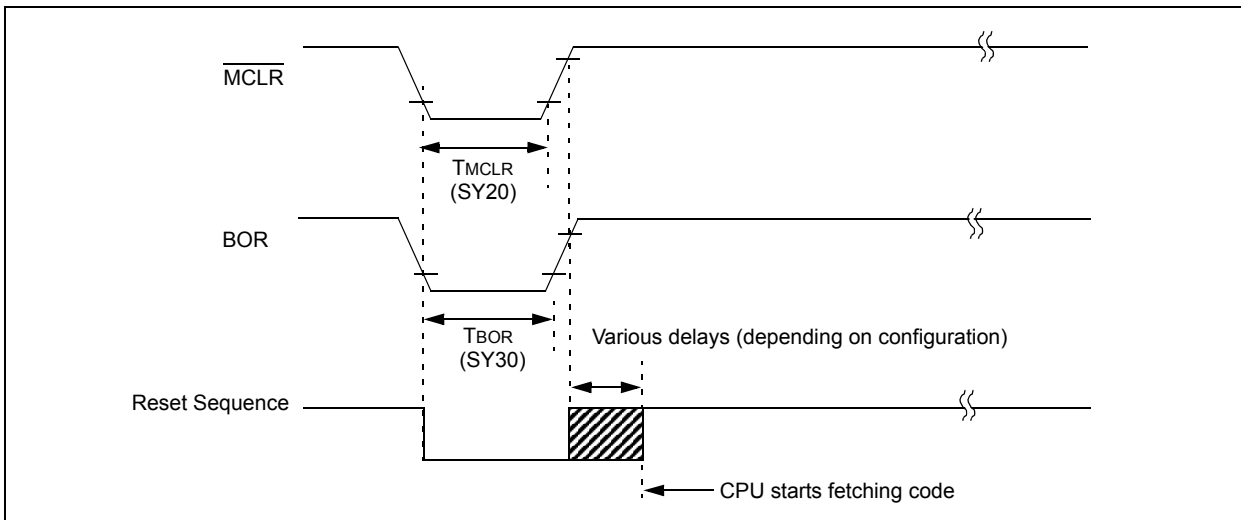 MCLR
TMCLR
(SY20)
BOR
TBOR
(SY30)
Various delays (depending on configuration)
Reset Sequence
CPU starts fetching code